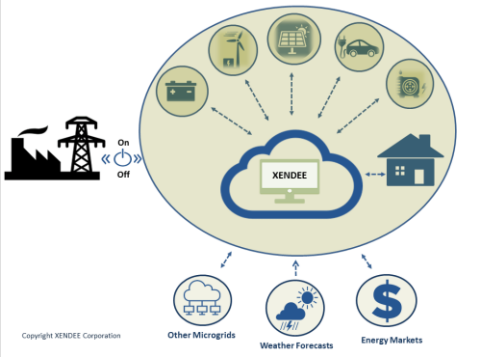 On
Off
XENDEE
Other Microgrids
Weather Forecasts
Energy Markets
Copyright XENDEE Corporation